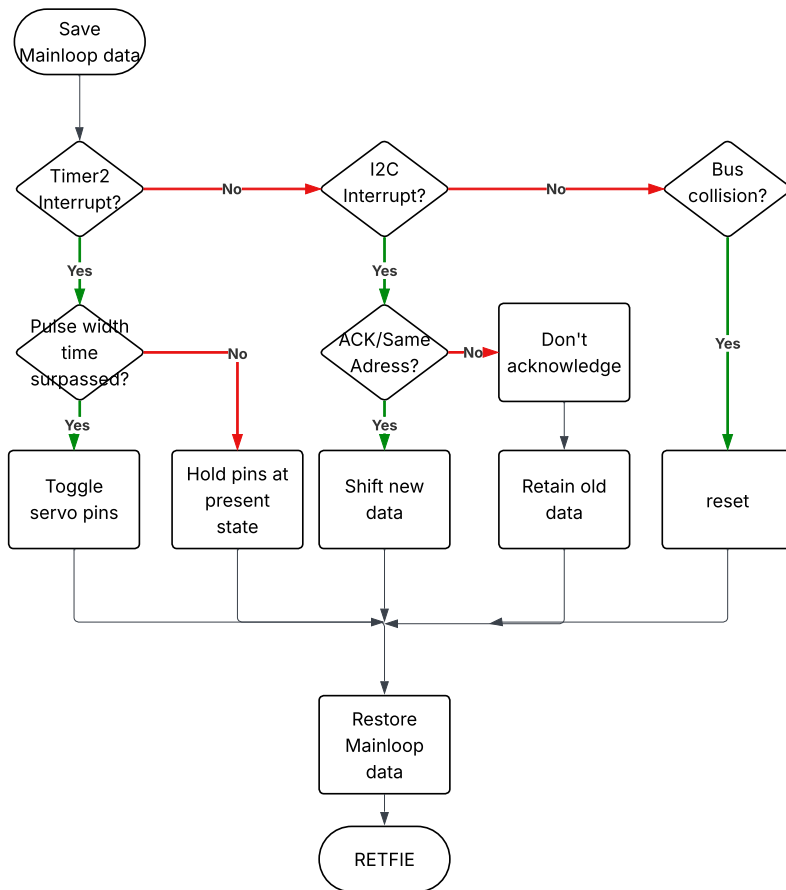 Save
Mainloop data
Timer2
Interrupt?
No
I2C
Interrupt?
No
Bus
collision?
Yes
Yes
Pulse width
time
surpassed?
No
ACK/Same
Adress?
No
Don't
acknowledge
Yes
Yes
Yes
Toggle
servo pins
Hold pins at
present
state
Shift new
data
Retain old
data
reset
Restore
Mainloop
data
RETFIE